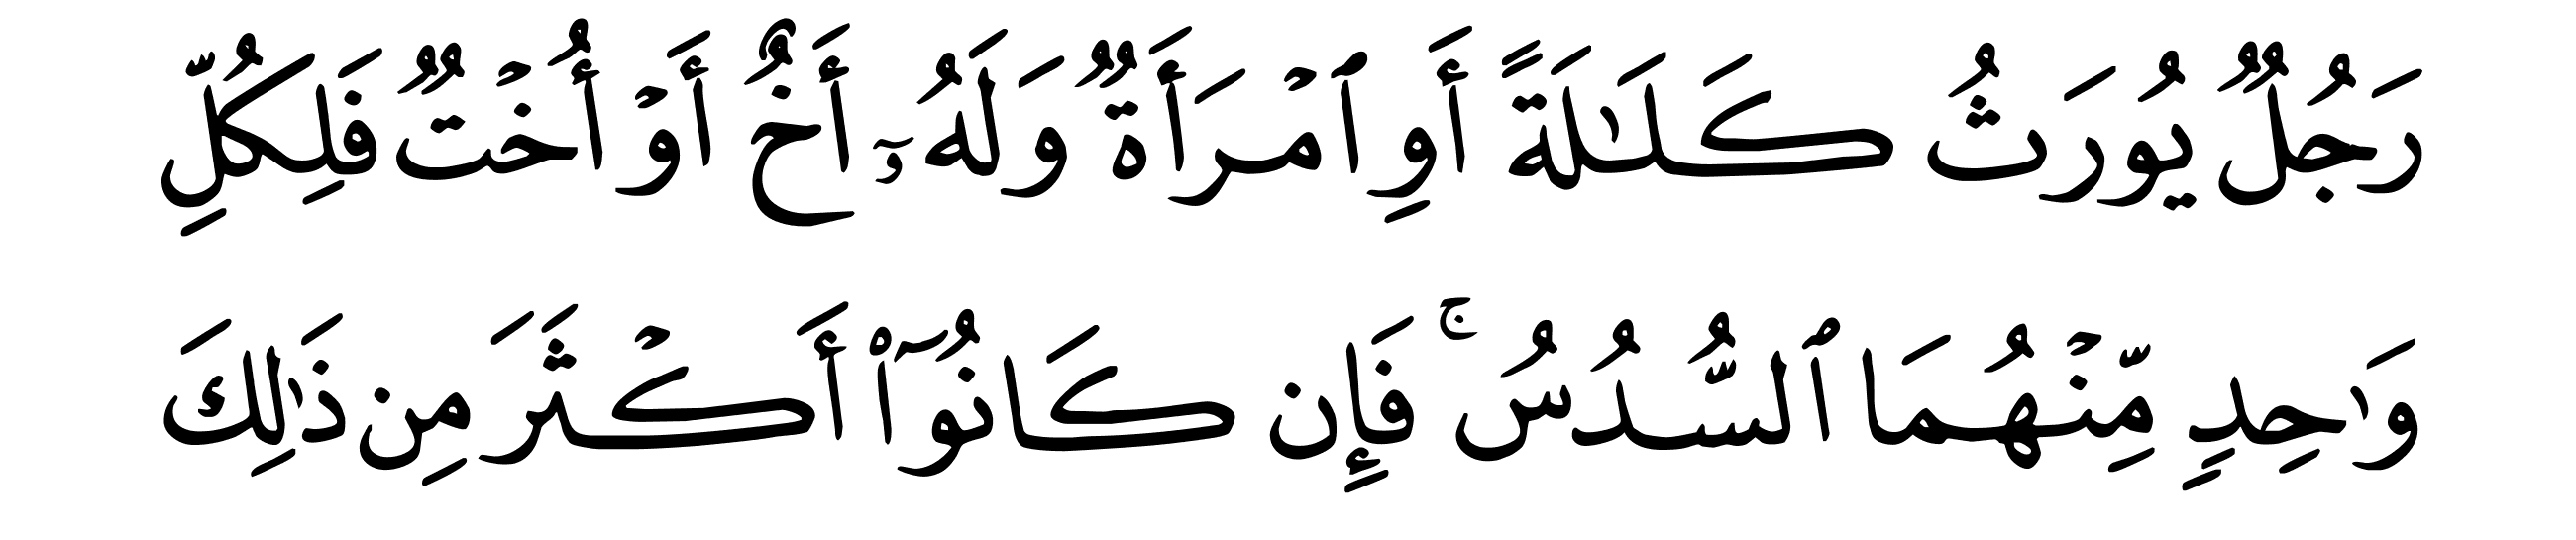 رَجُلࣱ يُورَثُ كَلَـٰلَةً أَوِ ٱمۡرَأَةࣱ وَلَهُۥۤ أَخٌ أَوۡ أُخۡتࣱ فَلِكُلِّ
وَ ٰحِدࣲ مِّنۡهُمَا ٱلسُّدُسُۚ فَإِن كَانُوۤا۟ أَكۡثَرَ مِن ذَ ٰلِكَ